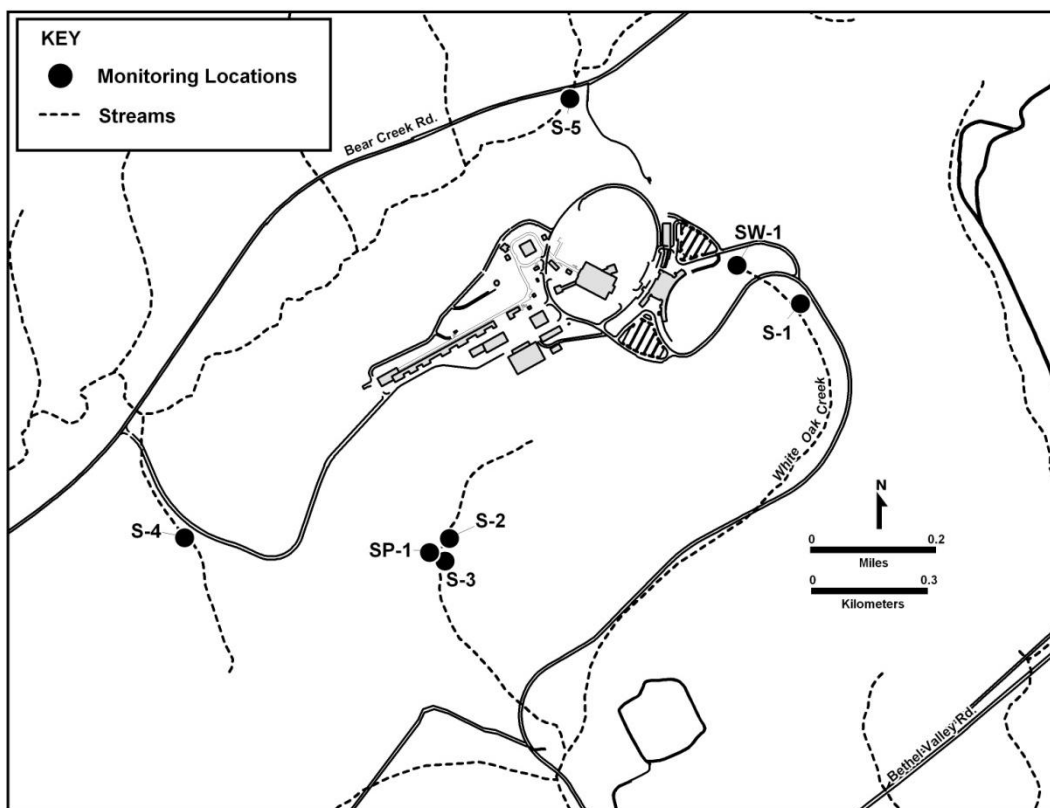 KEY
Monitoring Locations
Streams
Bear Creek Rd.
S-5
SW-1
S-1
White Oak Creek
S-4
S-2
SP-1
S-3
N
0 0.2
Miles
0 0.3
Kilometers
Bethel Valley Rd.